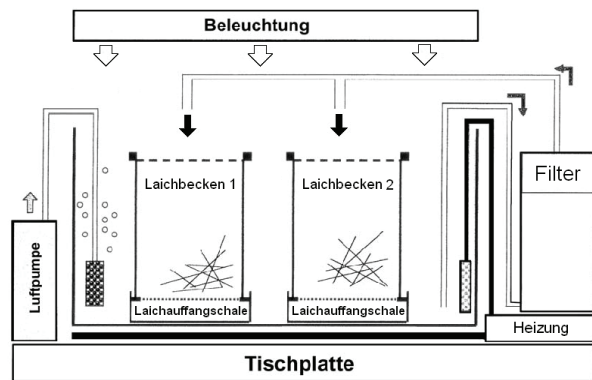 Beleuchtung
Laichbecken 1
Laichbecken 2
Filter
Luftpumpe
Laichauffangschale
Laichauffangschale
Heizung
Tischplatte